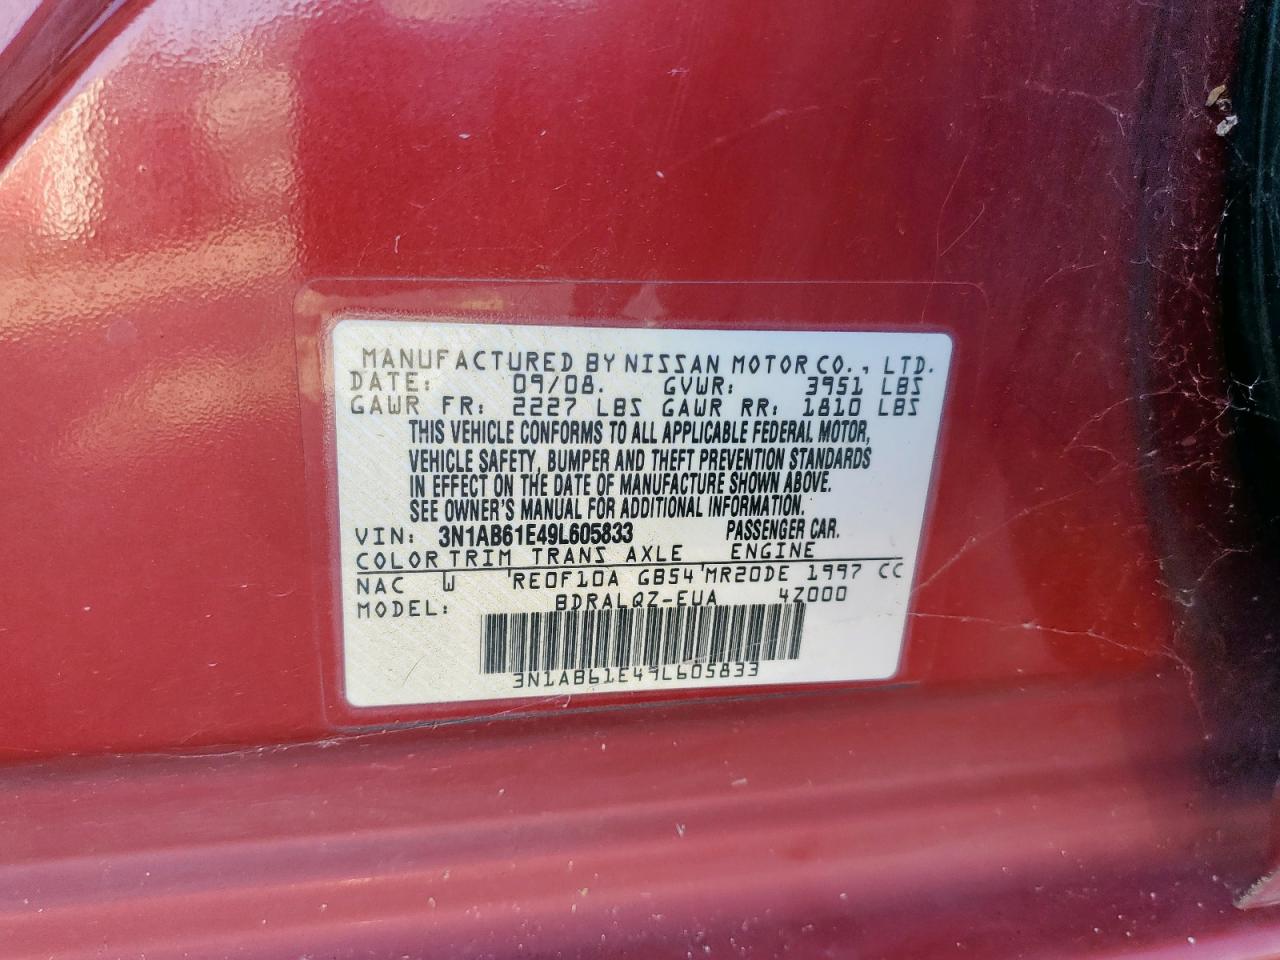 MANUFACTURED BY NISSAN MOTOR CO., LTD.
DATE: 09/08. GVWR: 3951 LBS
GAWR FR: 2227 LBS GAWR RR: 1810 LBS
THIS VEHICLE CONFORMS TO ALL APPLICABLE FEDERAL MOTOR,
VEHICLE SAFETY, BUMPER AND THEFT PREVENTION STANDARDS
IN EFFECT ON THE DATE OF MANUFACTURE SHOWN ABOVE.
SEE OWNER'S MANUAL FOR ADDITIONAL INFORMATION.
VIN: 3N1AB61E49L605833 PASSENGER CAR.
COLOR TRIM TRANS AXLE ENGINE
NAC W RE0F10A GB54 MR20DE 1997 CC
MODEL: BDRALQZ-EUA 4Z000
3N1AB61E49L605833